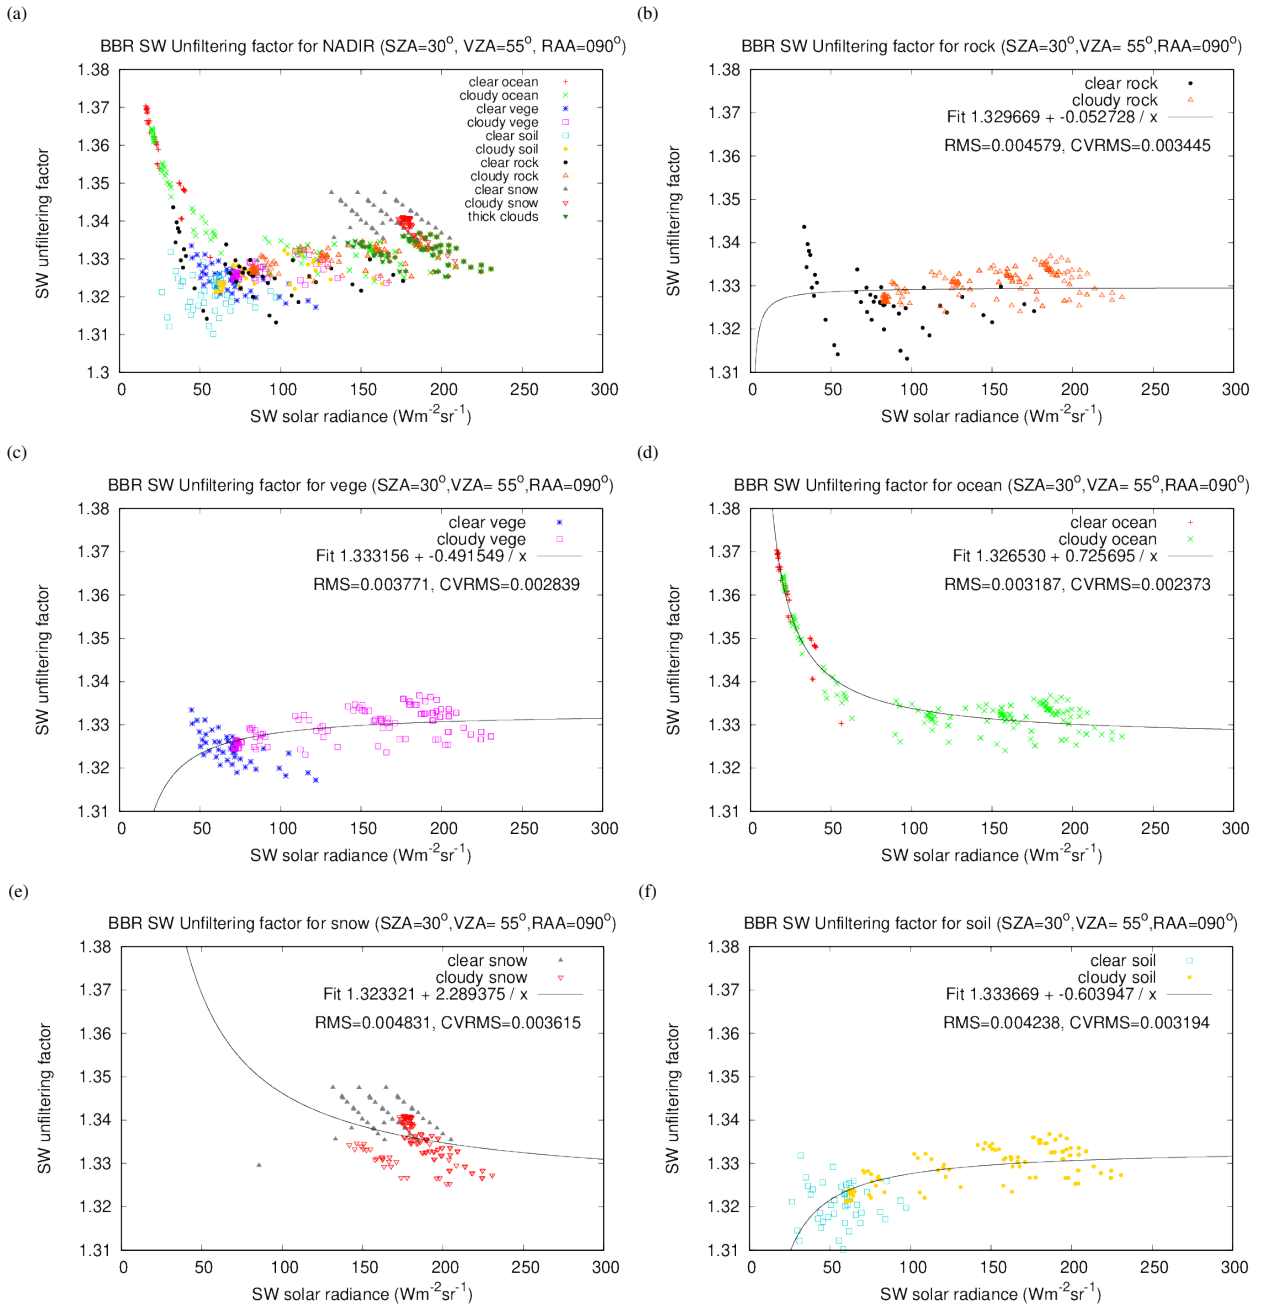 (a)
BBR SW Unfiltering factor for NADIR (SZA=30°, VZA=55°, RAA=090°)
SW unfiltering factor
1.38
1.37
1.36
1.35
1.34
1.33
1.32
1.31
1.3
clear ocean
cloudy ocean
clear vege
cloudy vege
clear soil
cloudy soil
clear rock
cloudy rock
clear snow
cloudy snow
thick clouds
0 50 100 150 200 250 300
SW solar radiance (Wm⁻²sr⁻¹)
(b)
BBR SW Unfiltering factor for rock (SZA=30°,VZA= 55°,RAA=090°)
SW unfiltering factor
1.38
1.37
1.36
1.35
1.34
1.33
1.32
1.31
clear rock
cloudy rock
Fit 1.329669 + -0.052728 / x
RMS=0.004579, CVRMS=0.003445
0 50 100 150 200 250 300
SW solar radiance (Wm⁻²sr⁻¹)
(c)
BBR SW Unfiltering factor for vege (SZA=30°,VZA= 55°,RAA=090°)
SW unfiltering factor
1.38
1.37
1.36
1.35
1.34
1.33
1.32
1.31
clear vege
cloudy vege
Fit 1.333156 + -0.491549 / x
RMS=0.003771, CVRMS=0.002839
0 50 100 150 200 250 300
SW solar radiance (Wm⁻²sr⁻¹)
(d)
BBR SW Unfiltering factor for ocean (SZA=30°,VZA= 55°,RAA=090°)
SW unfiltering factor
1.38
1.37
1.36
1.35
1.34
1.33
1.32
1.31
clear ocean
cloudy ocean
Fit 1.326530 + 0.725695 / x
RMS=0.003187, CVRMS=0.002373
0 50 100 150 200 250 300
SW solar radiance (Wm⁻²sr⁻¹)
(e)
BBR SW Unfiltering factor for snow (SZA=30°,VZA= 55°,RAA=090°)
SW unfiltering factor
1.38
1.37
1.36
1.35
1.34
1.33
1.32
1.31
clear snow
cloudy snow
Fit 1.323321 + 2.289375 / x
RMS=0.004831, CVRMS=0.003615
0 50 100 150 200 250 300
SW solar radiance (Wm⁻²sr⁻¹)
(f)
BBR SW Unfiltering factor for soil (SZA=30°,VZA= 55°,RAA=090°)
SW unfiltering factor
1.38
1.37
1.36
1.35
1.34
1.33
1.32
1.31
clear soil
cloudy soil
Fit 1.333669 + -0.603947 / x
RMS=0.004238, CVRMS=0.003194
0 50 100 150 200 250 300
SW solar radiance (Wm⁻²sr⁻¹)